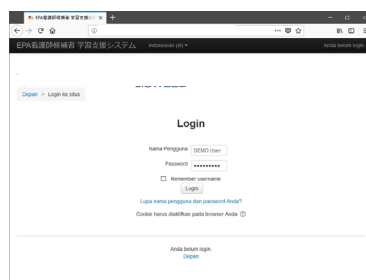 EPA看護師候補者 学習支援シス
EPA看護師候補者 学習支援システム Indonesian (id)
Anda belum login
Depan Login ke situs
Login
Nama Pengguna DEMO User
Password •••••••••
Remember username
Login
Lupa nama pengguna dan password Anda?
Cookie harus diaktifkan pada browser Anda
Anda belum login.
Depan